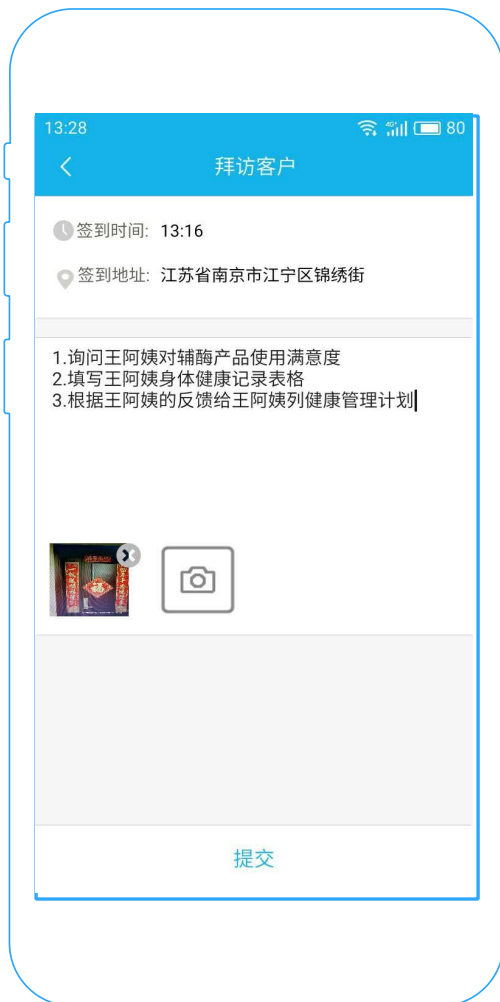 13:28
4G 80
拜访客户
签到时间: 13:16
签到地址: 江苏省南京市江宁区锦绣街
1.询问王阿姨对辅酶产品使用满意度
2.填写王阿姨身体健康记录表格
3.根据王阿姨的反馈给王阿姨列健康管理计划
福
提交